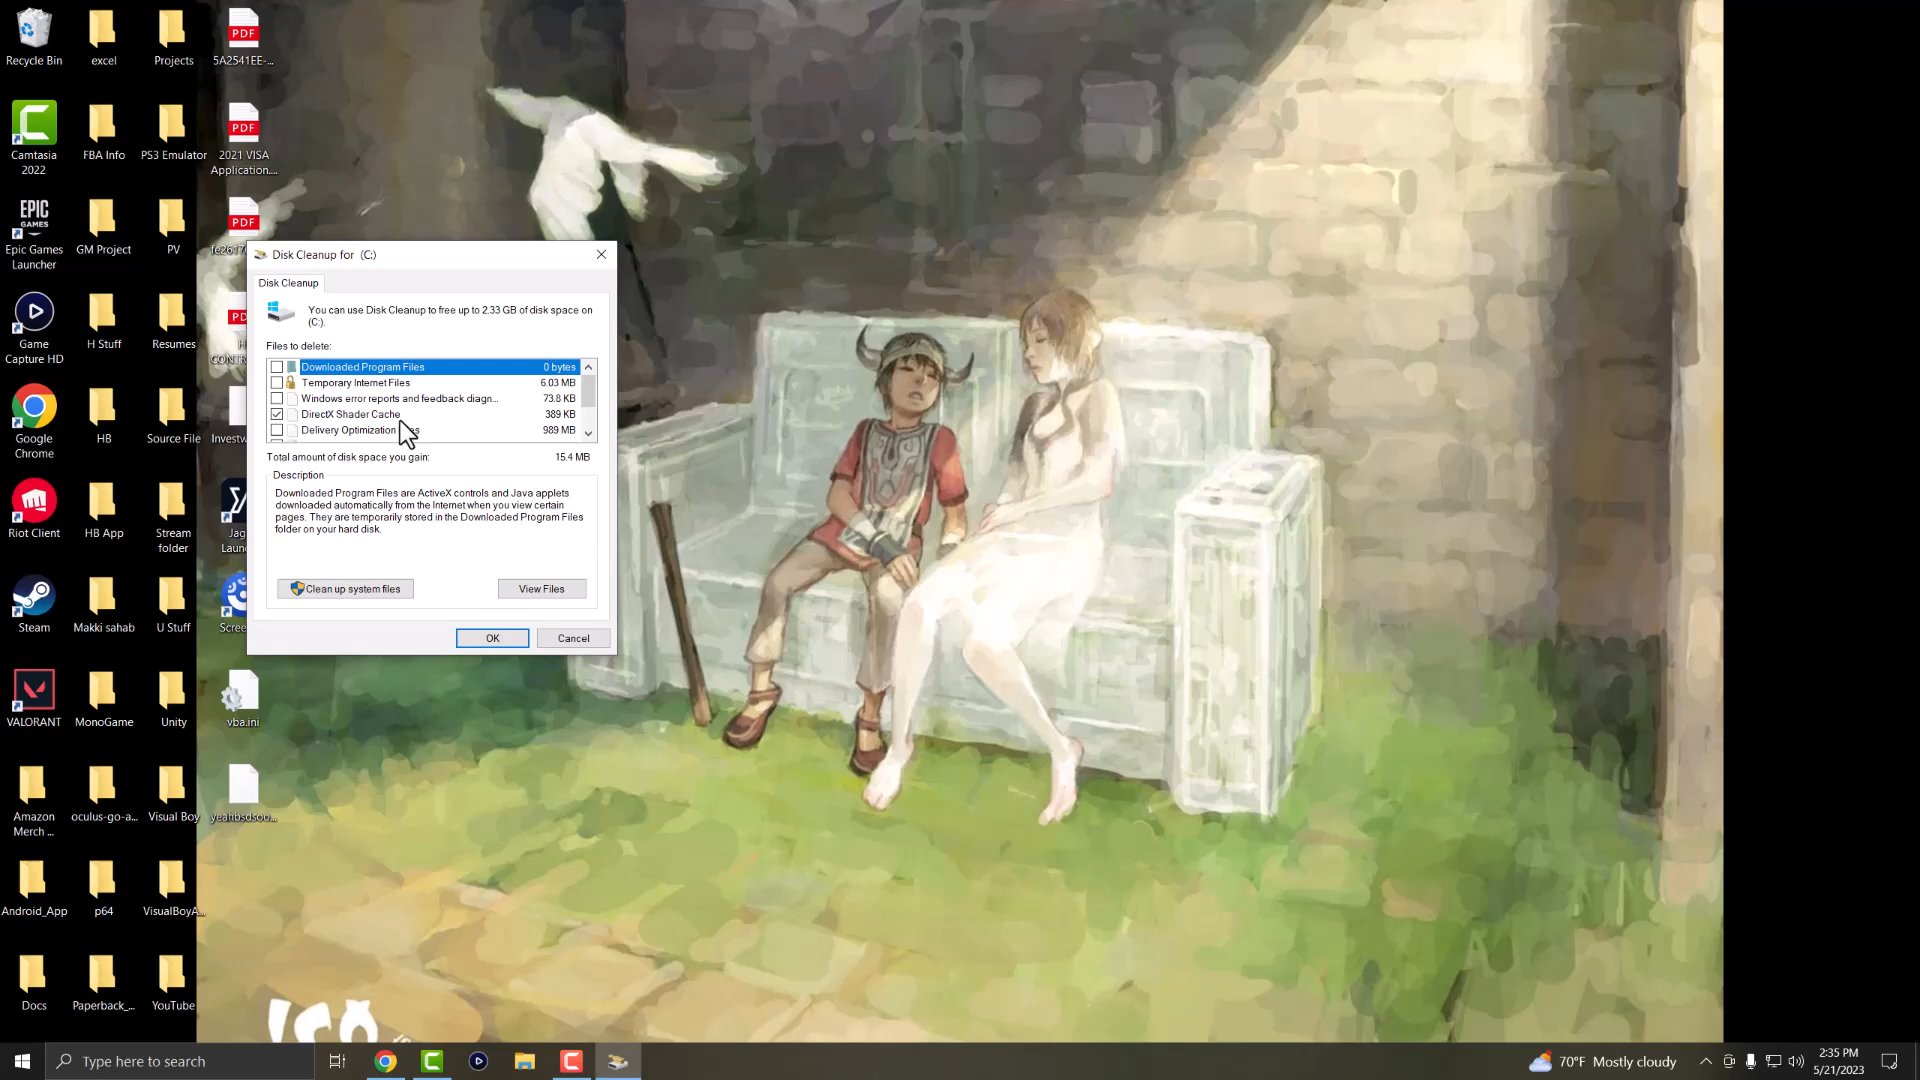 Recycle Bin
excel
Projects
5A2541EE-...
Camtasia 2022
FBA Info
PS3 Emulator
2021 VISA Application....
Epic Games Launcher
GM Project
PV
Game Capture HD
H Stuff
Resumes
Google Chrome
HB
Source File
Riot Client
HB App
Stream folder
Steam
Makki sahab
U Stuff
VALORANT
MonoGame
Unity
vba.ini
Amazon Merch ...
oculus-go-a...
Visual Boy
yeahbsdsoo...
Android_App
p64
VisualBoyA...
Docs
Paperback_...
YouTube
PDF
PDF
PDF
EPIC GAMES
Disk Cleanup for (C:)
Disk Cleanup
You can use Disk Cleanup to free up to 2.33 GB of disk space on
(C:).
Files to delete:
Downloaded Program Files 0 bytes
Temporary Internet Files 6.03 MB
Windows error reports and feedback diagn... 73.8 KB
DirectX Shader Cache 389 KB
Delivery Optimization 989 MB
Total amount of disk space you gain: 15.4 MB
Description
Downloaded Program Files are ActiveX controls and Java applets
downloaded automatically from the Internet when you view certain
pages. They are temporarily stored in the Downloaded Program Files
folder on your hard disk.
Clean up system files
View Files
OK
Cancel
ICO
Type here to search
70°F Mostly cloudy
2:35 PM
5/21/2023